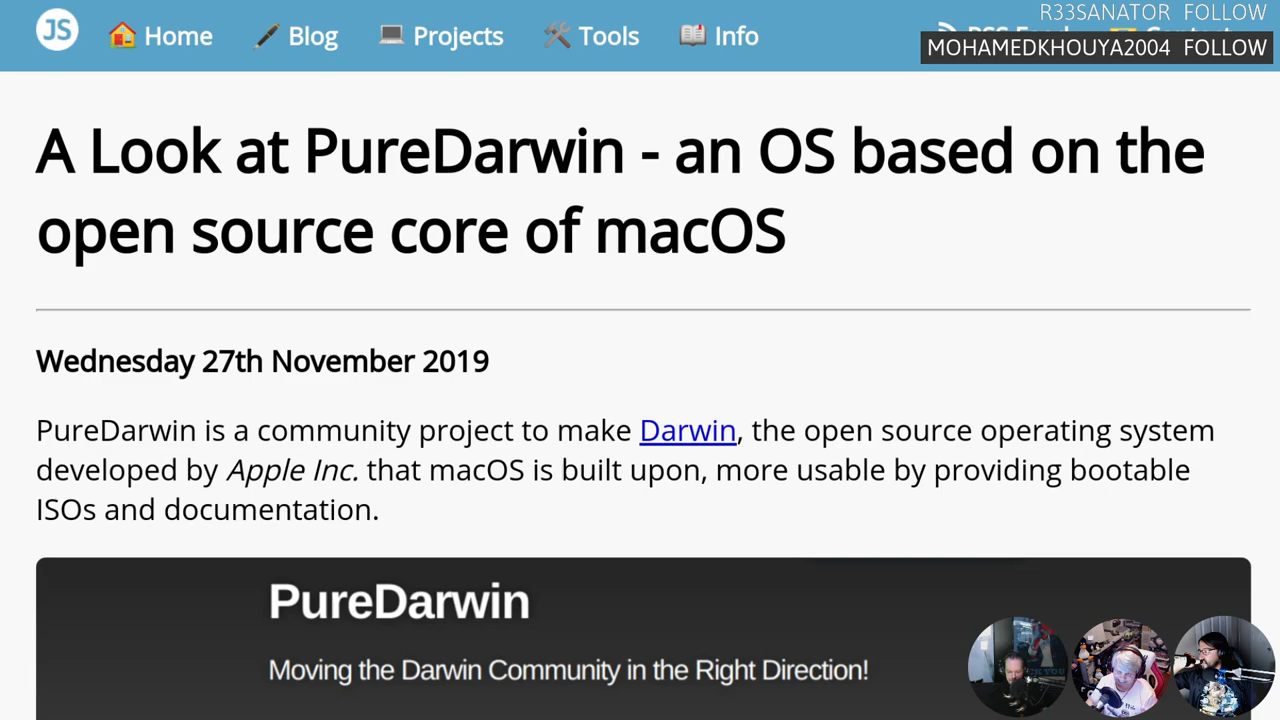 JS
Home
Blog
Projects
Tools
Info
R33SANATOR FOLLOW
MOHAMEDKHOUYA2004 FOLLOW
A Look at PureDarwin - an OS based on the
open source core of macOS
Wednesday 27th November 2019
PureDarwin is a community project to make Darwin, the open source operating system
developed by Apple Inc. that macOS is built upon, more usable by providing bootable
ISOs and documentation.
PureDarwin
Moving the Darwin Community in the Right Direction!